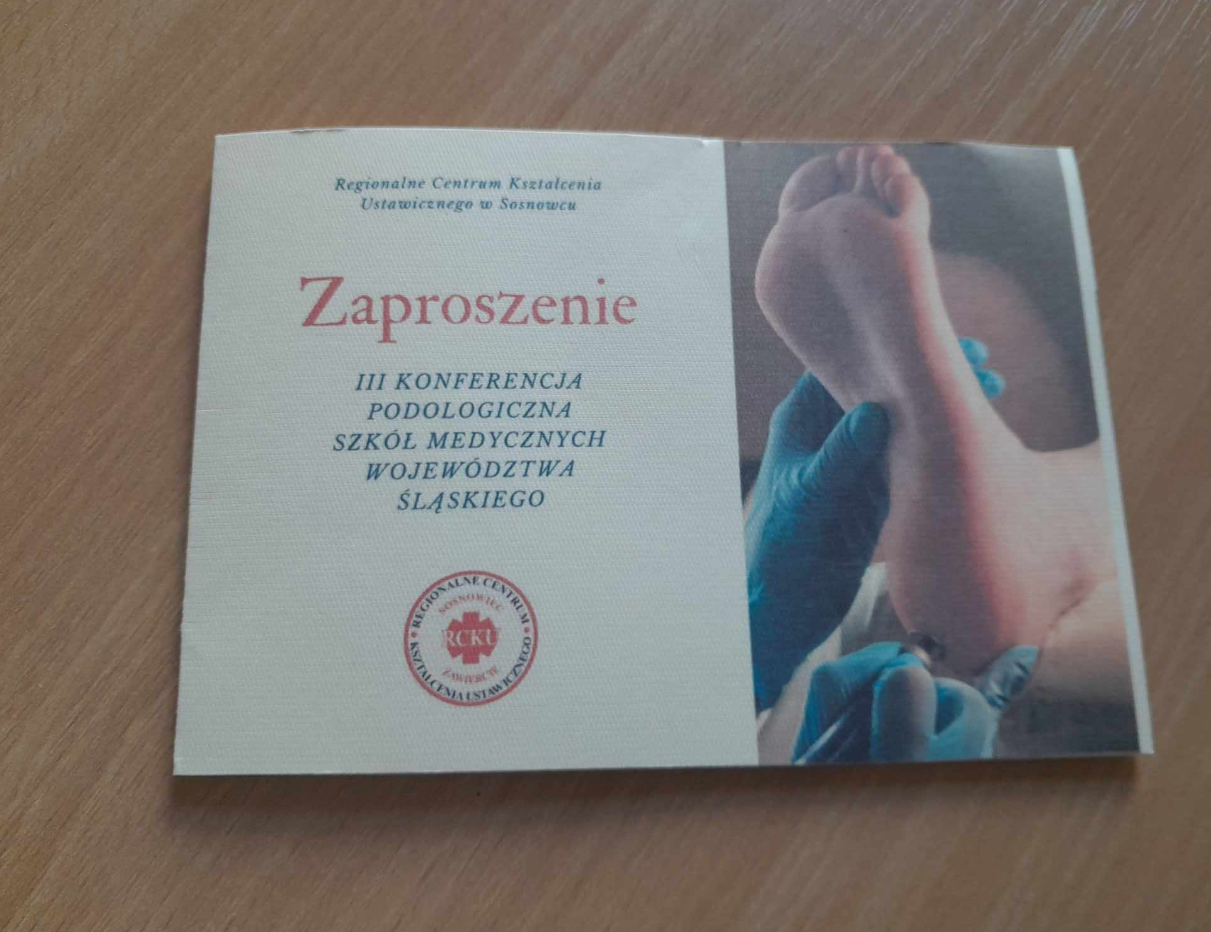 Regionalne Centrum Kształcenia
Ustawicznego w Sosnowcu
Zaproszenie
III KONFERENCJA
PODOLOGICZNA
SZKÓŁ MEDYCZNYCH
WOJEWÓDZTWA
ŚLĄSKIEGO
REGIONALNE CENTRUM
SOSNOWIEC
RCKU
ZAWIERCIE
KSZTAŁCENIA USTAWICZNEGO